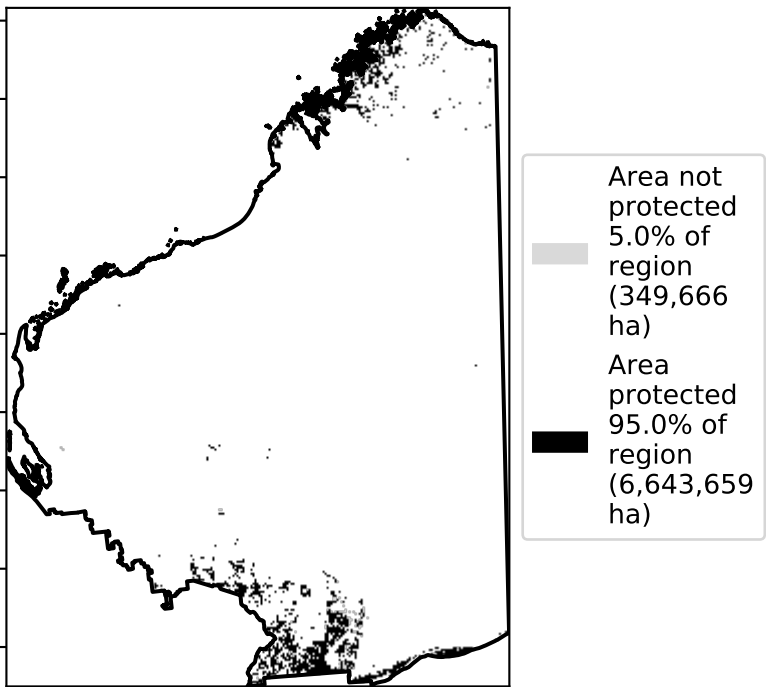 Area not
protected
5.0% of
region
(349,666
ha)
Area
protected
95.0% of
region
(6,643,659
ha)